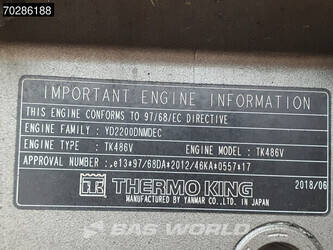 70286188
IMPORTANT ENGINE INFORMATION
THIS ENGINE CONFORMS TO 97/68/EC DIRECTIVE
ENGINE FAMILY : YD2200DNMDEC
ENGINE TYPE : TK486V ENGINE MODEL : TK486V
APPROVAL NUMBER : *e13*97/68DA*2012/46KA*0557*17
THERMO KING 2018/06
MANUFACTURED BY YANMAR CO.,LTD. IN JAPAN
BAS WORLD